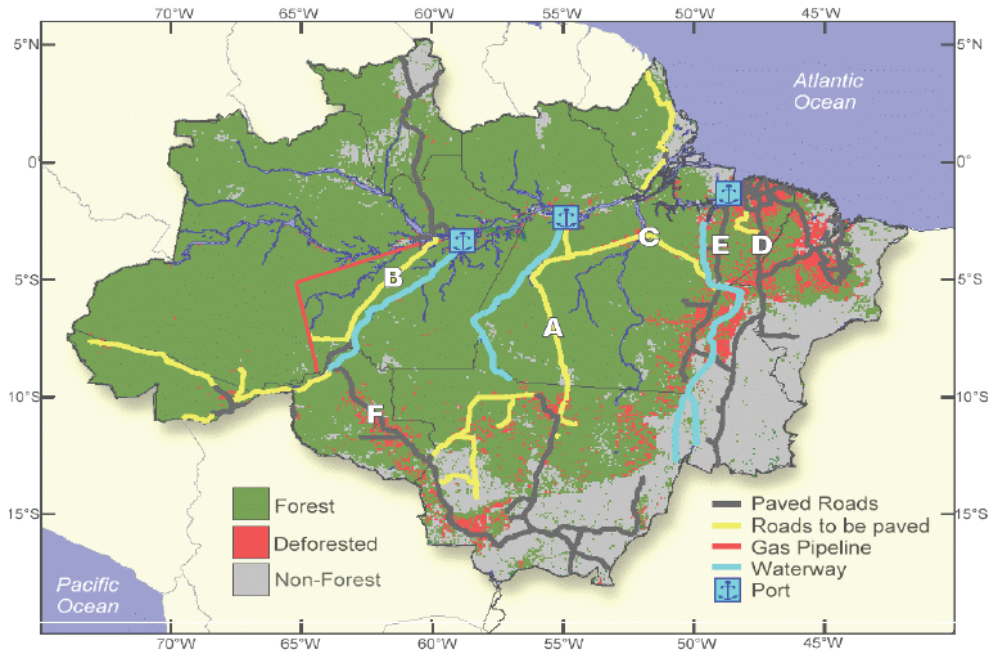 70°W 65°W 60°W 55°W 50°W 45°W
5°N 5°N
Atlantic
Ocean
0° 0°
C
E D
B
5°S 5°S
A
10°S 10°S
F
Forest
Deforested
Non-Forest
Paved Roads
Roads to be paved
Gas Pipeline
Waterway
Port
15°S 15°S
Pacific
Ocean
70°W 65°W 60°W 55°W 50°W 45°W